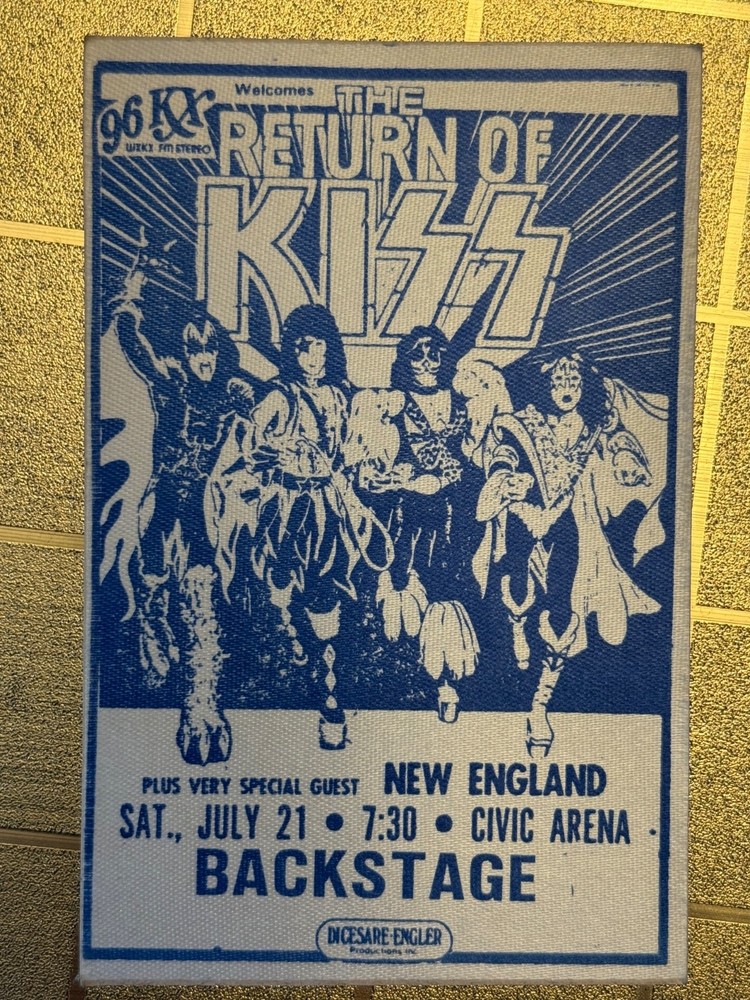 Welcomes
96 KX
WXKX FM STEREO
THE
RETURN OF
KISS
PLUS VERY SPECIAL GUEST NEW ENGLAND
SAT., JULY 21 • 7:30 • CIVIC ARENA
BACKSTAGE
DICESARE-ENGLER
Productions Inc.